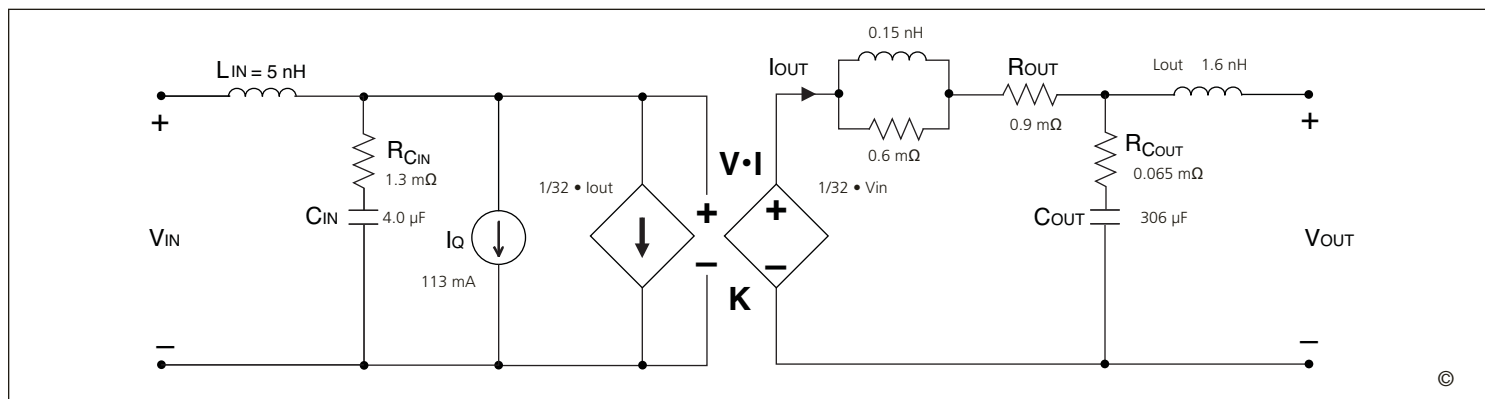 LIN = 5 nH
+
−
VIN
RCIN
1.3 mΩ
CIN
4.0 µF
IQ
113 mA
1/32 • Iout
+
−
V•I
K
1/32 • Vin
+
−
IOUT
0.15 nH
0.6 mΩ
ROUT
0.9 mΩ
RCOUT
0.065 mΩ
COUT
306 µF
Lout 1.6 nH
+
−
VOUT
©